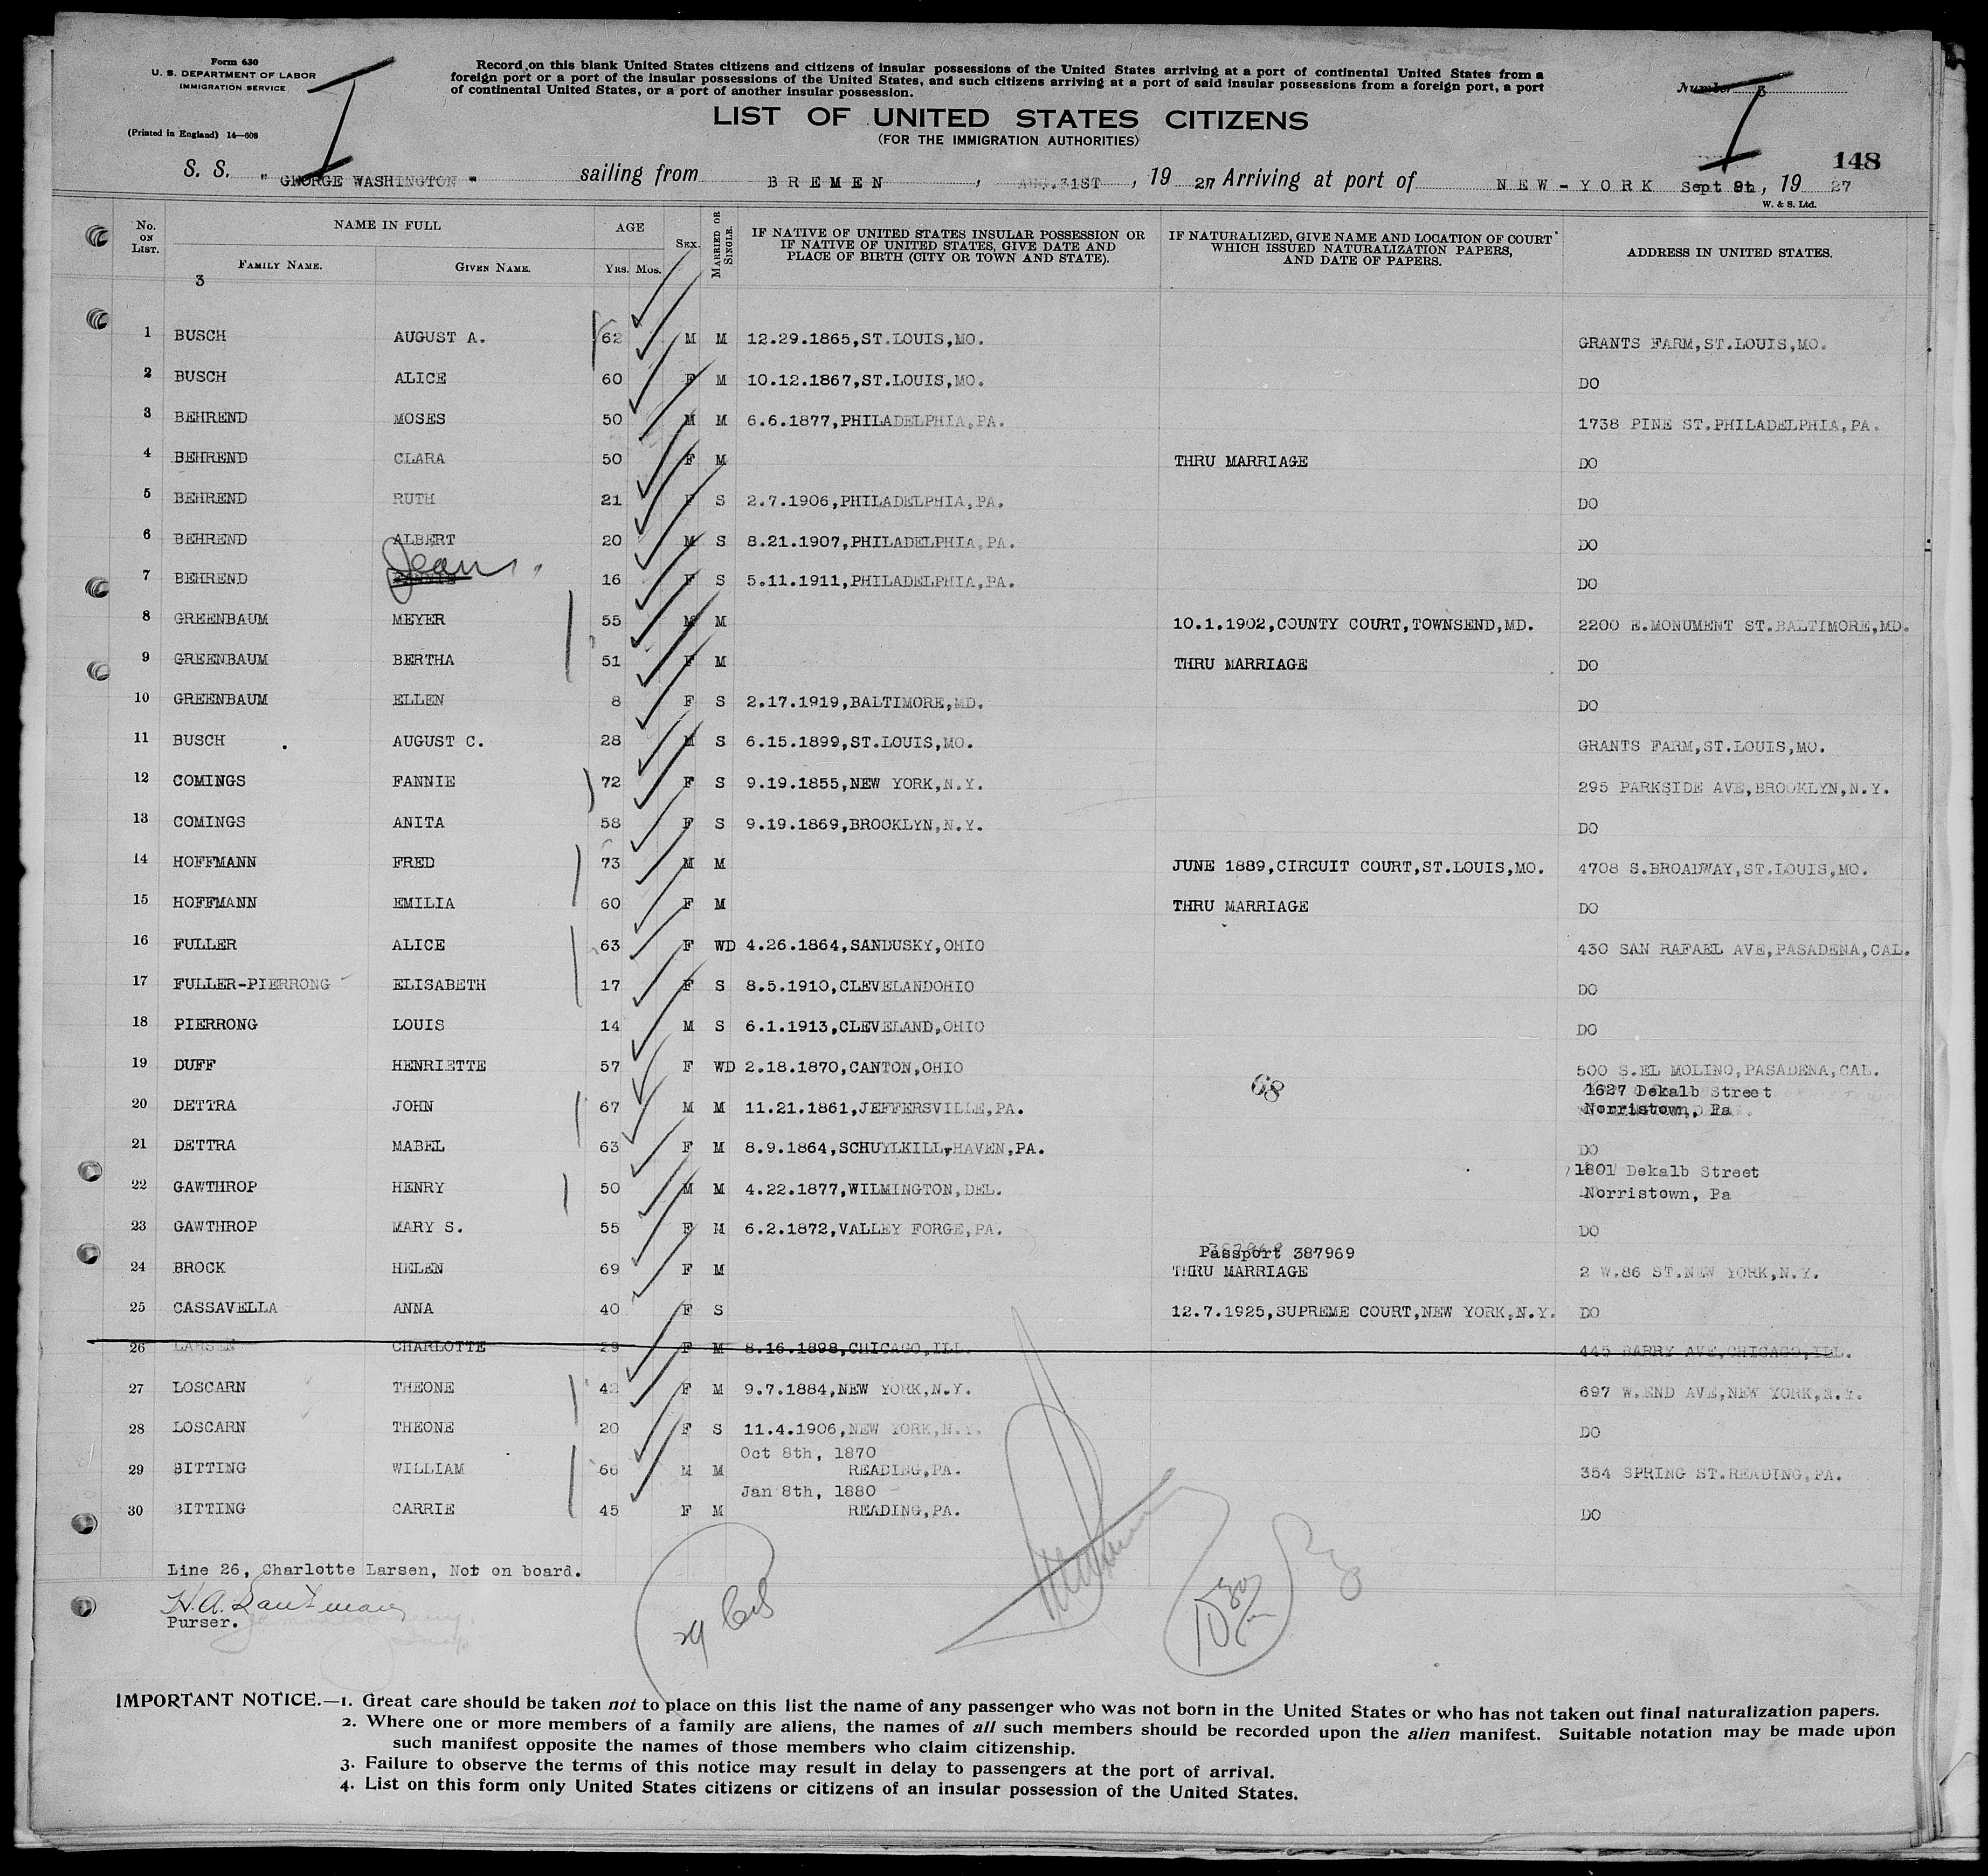 Form 630
U. S. DEPARTMENT OF LABOR
IMMIGRATION SERVICE
(Printed in England) 14—608
Record on this blank United States citizens and citizens of insular possessions of the United States arriving at a port of continental United States from a
foreign port or a port of the insular possessions of the United States, and such citizens arriving at a port of said insular possessions from a foreign port, a port
of continental United States, or a port of another insular possession.
Number 3
LIST OF UNITED STATES CITIZENS
(FOR THE IMMIGRATION AUTHORITIES)
148
S. S. " GEORGE WASHINGTON " sailing from BREMEN , AUG.31ST , 19 27 Arriving at port of NEW-YORK Sept 9th, 19 27
W. & S. Ltd.
No. ON LIST. NAME IN FULL AGE SEX. MARRIED OR SINGLE. IF NATIVE OF UNITED STATES INSULAR POSSESSION OR IF NATIVE OF UNITED STATES, GIVE DATE AND PLACE OF BIRTH (CITY OR TOWN AND STATE). IF NATURALIZED, GIVE NAME AND LOCATION OF COURT WHICH ISSUED NATURALIZATION PAPERS, AND DATE OF PAPERS. ADDRESS IN UNITED STATES.
FAMILY NAME. GIVEN NAME. YRS. MOS.
3
1 BUSCH AUGUST A. 62 M M 12.29.1865,ST.LOUIS,MO. GRANTS FARM,ST.LOUIS,MO.
2 BUSCH ALICE 60 F M 10.12.1867,ST.LOUIS,MO. DO
3 BEHREND MOSES 50 M M 6.6.1877,PHILADELPHIA,PA. 1738 PINE ST.PHILADELPHIA,PA.
4 BEHREND CLARA 50 F M THRU MARRIAGE DO
5 BEHREND RUTH 21 F S 2.7.1906,PHILADELPHIA,PA. DO
6 BEHREND ALBERT 20 M S 8.21.1907,PHILADELPHIA,PA. DO
7 BEHREND Jean 16 F S 5.11.1911,PHILADELPHIA,PA. DO
8 GREENBAUM MEYER 55 M M 10.1.1902,COUNTY COURT,TOWNSEND,MD. 2200 E.MONUMENT ST.BALTIMORE,MD.
9 GREENBAUM BERTHA 51 F M THRU MARRIAGE DO
10 GREENBAUM ELLEN 8 F S 2.17.1919,BALTIMORE,MD. DO
11 BUSCH AUGUST C. 28 M S 6.15.1899,ST.LOUIS,MO. GRANTS FARM,ST.LOUIS,MO.
12 COMINGS FANNIE 72 F S 9.19.1855,NEW YORK,N.Y. 295 PARKSIDE AVE,BROOKLYN,N.Y.
13 COMINGS ANITA 58 F S 9.19.1869,BROOKLYN,N.Y. DO
14 HOFFMANN FRED 73 M M JUNE 1889,CIRCUIT COURT,ST.LOUIS,MO. 4708 S.BROADWAY,ST.LOUIS,MO.
15 HOFFMANN EMILIA 60 F M THRU MARRIAGE DO
16 FULLER ALICE 63 F WD 4.26.1864,SANDUSKY,OHIO 430 SAN RAFAEL AVE,PASADENA,CAL.
17 FULLER-PIERRONG ELISABETH 17 F S 8.5.1910,CLEVELANDOHIO DO
18 PIERRONG LOUIS 14 M S 6.1.1913,CLEVELAND,OHIO DO
19 DUFF HENRIETTE 57 F WD 2.18.1870,CANTON,OHIO 500 S.EL MOLINO,PASADENA,CAL.
68
1627 Dekalb Street
20 DETTRA JOHN 67 M M 11.21.1861,JEFFERSVILLE,PA. Norristown, Pa
21 DETTRA MABEL 63 F M 8.9.1864,SCHUYLKILL-HAVEN,PA. DO
1801 Dekalb Street
22 GAWTHROP HENRY 50 M M 4.22.1877,WILMINGTON,DEL. Norristown, Pa
23 GAWTHROP MARY S. 55 F M 6.2.1872,VALLEY FORGE,PA. DO
Passport 387969
24 BROCK HELEN 69 F M THRU MARRIAGE 2 W.86 ST.NEW YORK,N.Y.
25 CASSAVELLA ANNA 40 F S 12.7.1925,SUPREME COURT,NEW YORK,N.Y. DO
26 LARSEN CHARLOTTE 29 F M 8.16.1898,CHICAGO,ILL. 445 BARRY AVE,CHICAGO,ILL.
27 LOSCARN THEONE 42 F M 9.7.1884,NEW YORK,N.Y. 697 W.END AVE,NEW YORK,N.Y.
28 LOSCARN THEONE 20 F S 11.4.1906,NEW YORK,N.Y. DO
Oct 8th, 1870
29 BITTING WILLIAM 66 M M READING,PA. 354 SPRING ST.READING,PA.
Jan 8th, 1880
30 BITTING CARRIE 45 F M READING,PA. DO
Line 26, Charlotte Larsen, Not on board.
Purser.
IMPORTANT NOTICE.—1. Great care should be taken not to place on this list the name of any passenger who was not born in the United States or who has not taken out final naturalization papers.
2. Where one or more members of a family are aliens, the names of all such members should be recorded upon the alien manifest. Suitable notation may be made upon
such manifest opposite the names of those members who claim citizenship.
3. Failure to observe the terms of this notice may result in delay to passengers at the port of arrival.
4. List on this form only United States citizens or citizens of an insular possession of the United States.